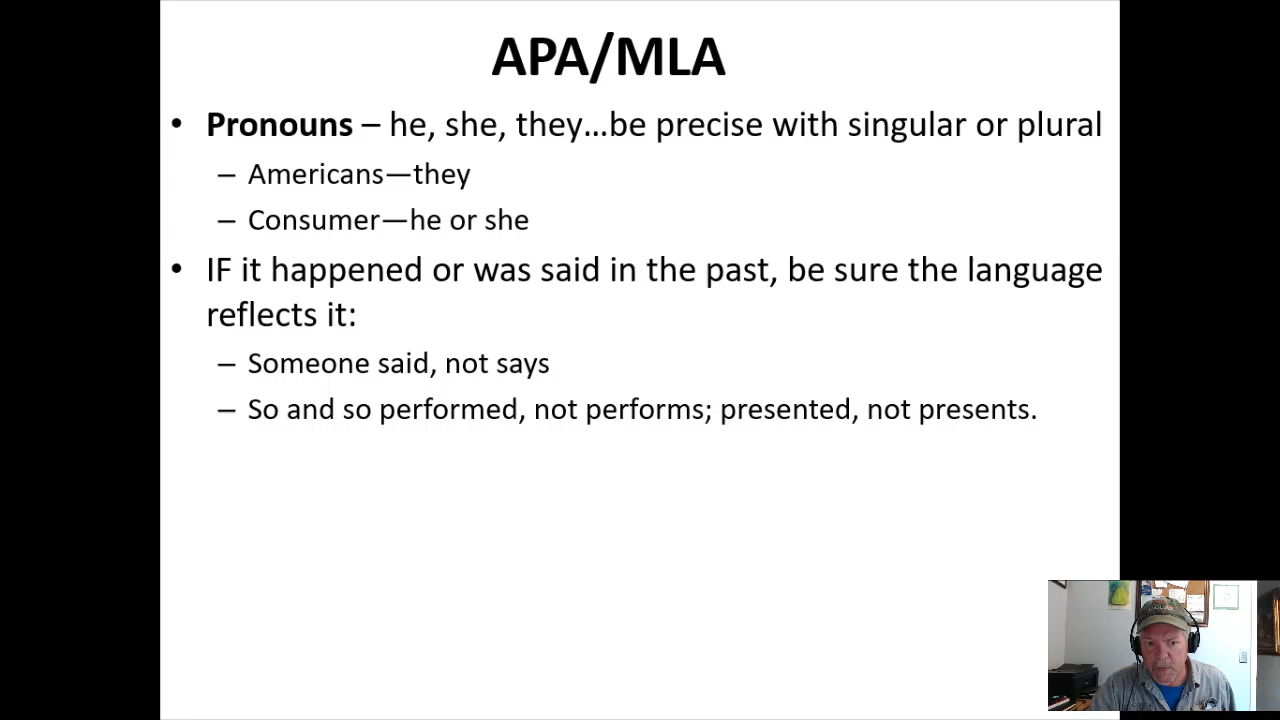 APA/MLA
• Pronouns – he, she, they…be precise with singular or plural
– Americans—they
– Consumer—he or she
• IF it happened or was said in the past, be sure the language
reflects it:
– Someone said, not says
– So and so performed, not performs; presented, not presents.